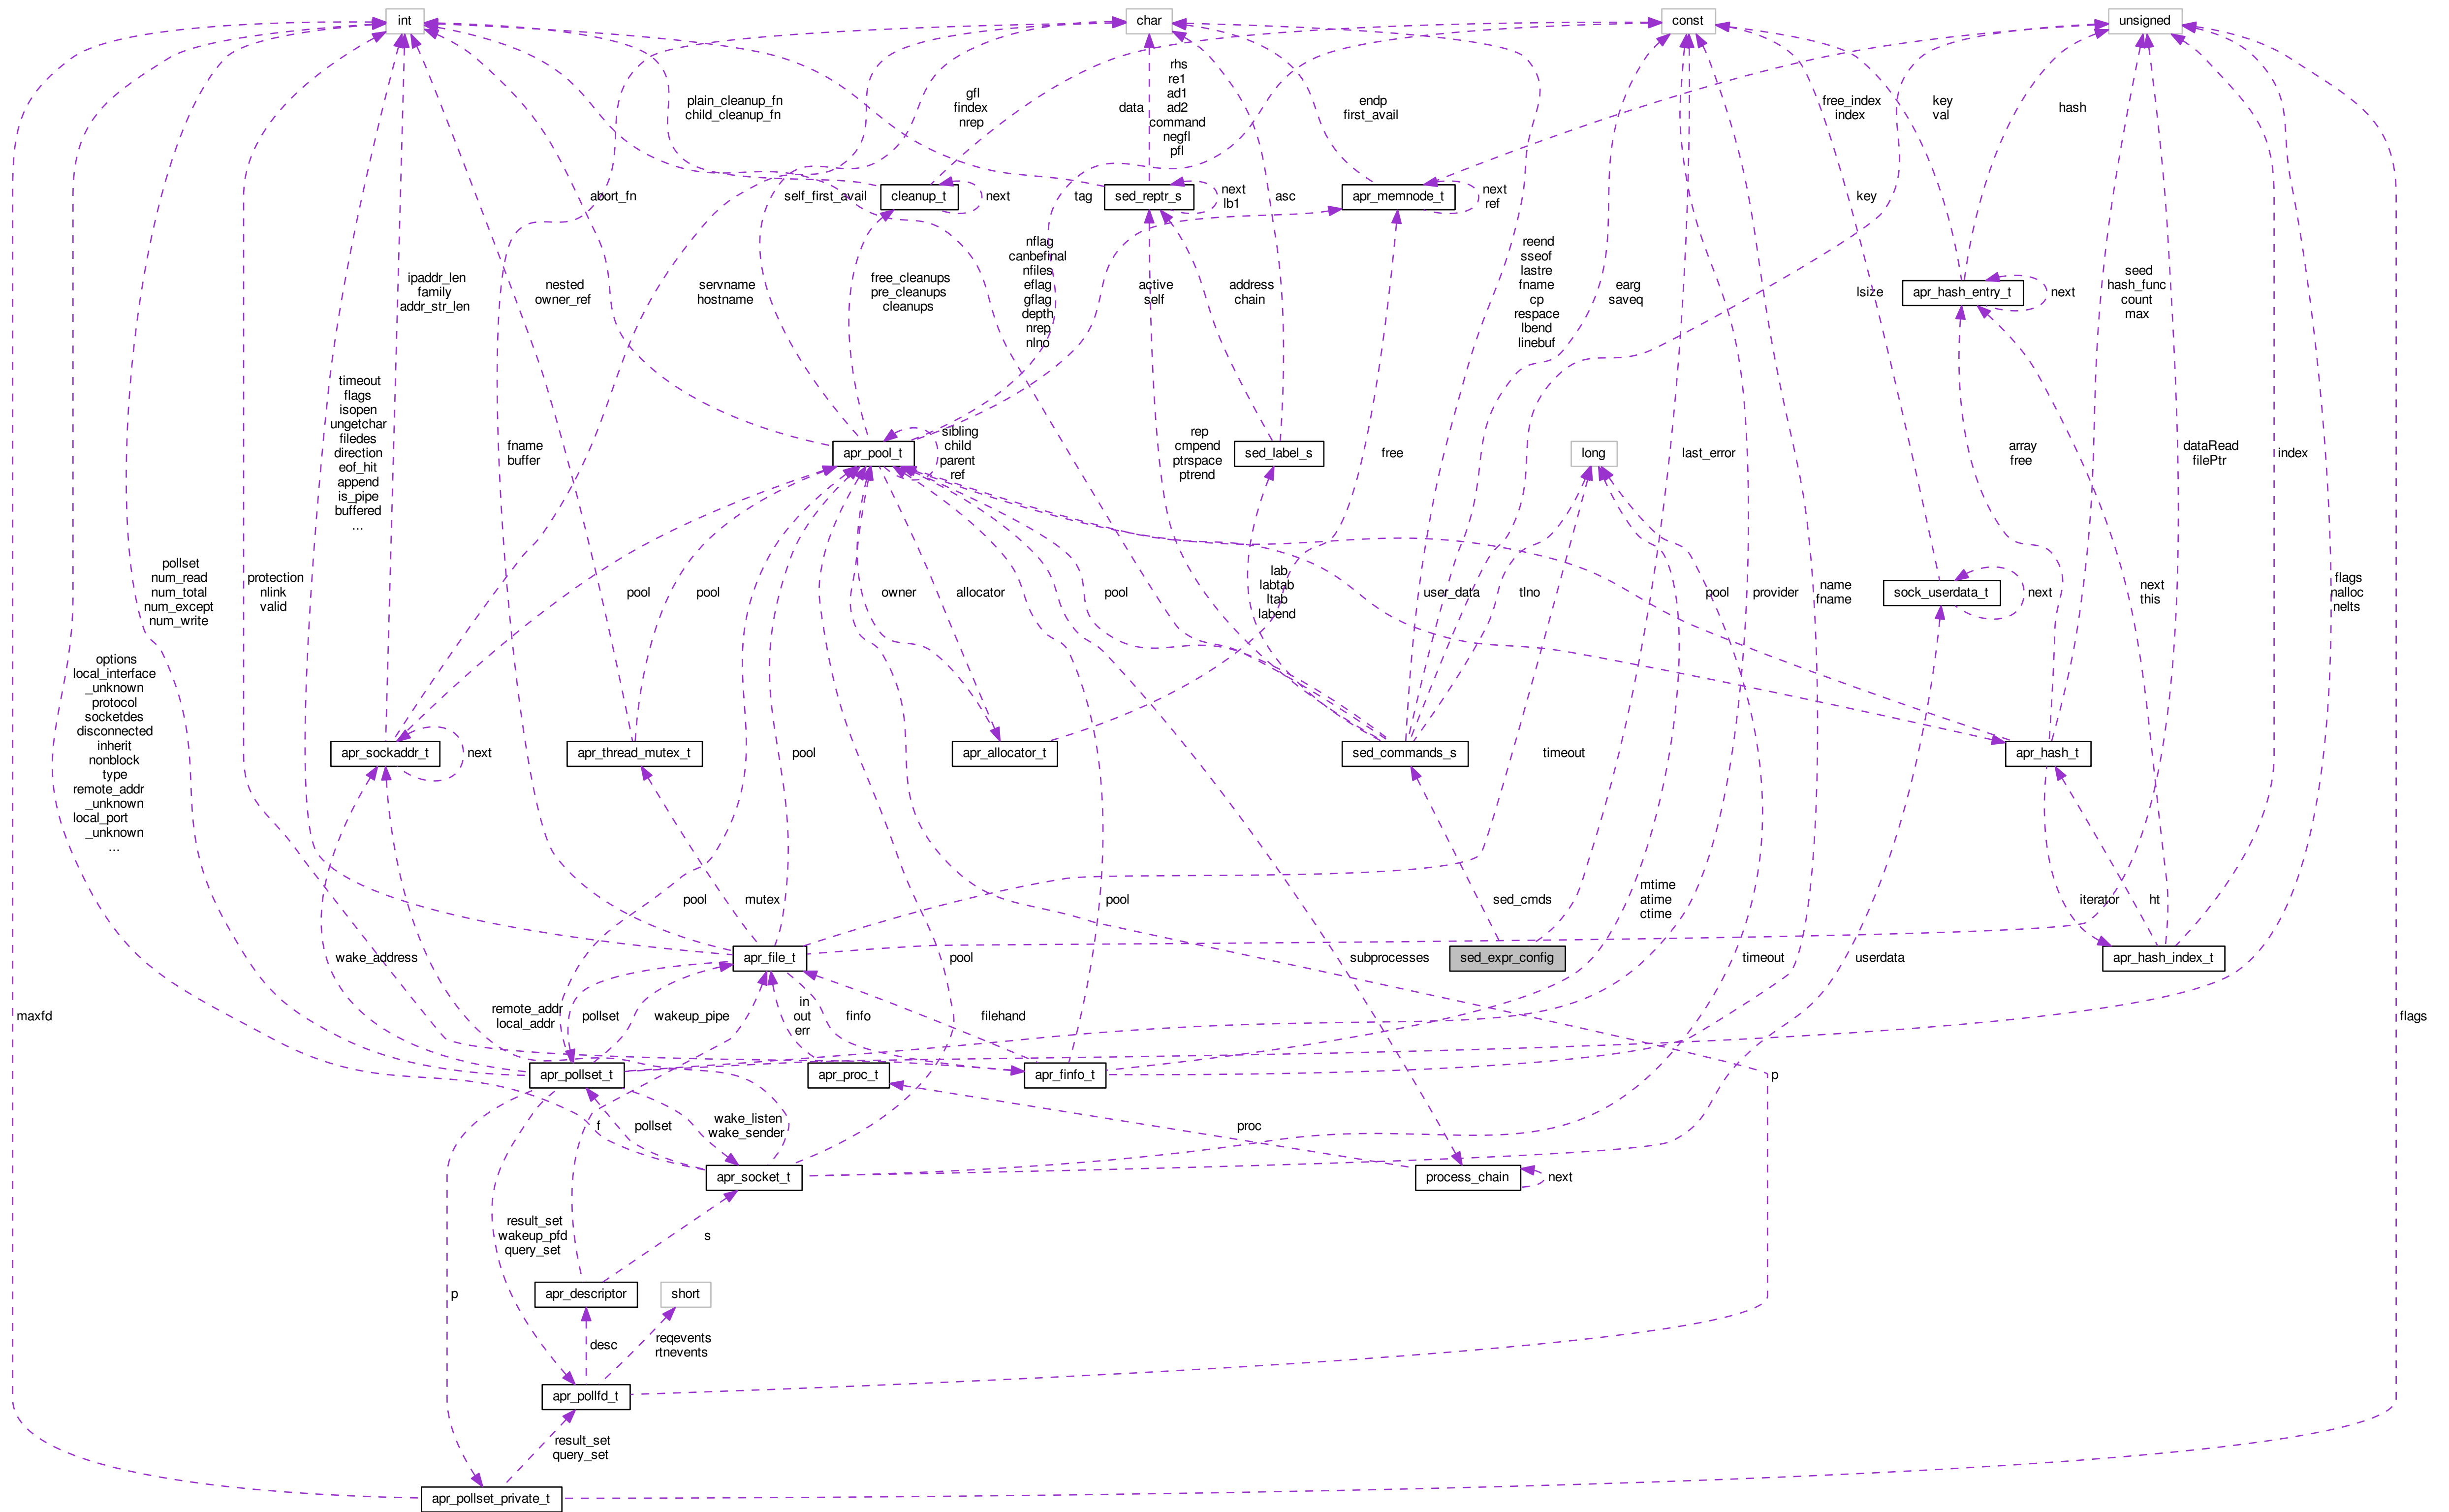 int
char
const
unsigned
plain_cleanup_fn
child_cleanup_fn
gfl
findex
nrep
data
rhs
re1
ad1
ad2
command
negfl
pfl
endp
first_avail
free_index
index
key
val
hash
abort_fn
self_first_avail
cleanup_t
next
tag
sed_reptr_s
next
lb1
asc
apr_memnode_t
next
ref
key
ipaddr_len
family
addr_str_len
nested
owner_ref
servname
hostname
free_cleanups
pre_cleanups
cleanups
nflag
canbefinal
nfiles
eflag
gflag
depth
nrep
nlno
active
self
address
chain
reend
sseof
lastre
fname
cp
respace
lbend
linebuf
earg
saveq
lsize
apr_hash_entry_t
next
seed
hash_func
count
max
timeout
flags
isopen
ungetchar
filedes
direction
eof_hit
append
is_pipe
buffered
...
fname
buffer
apr_pool_t
sibling
child
parent
ref
rep
cmpend
ptrspace
ptrend
sed_label_s
free
long
last_error
array
free
dataRead
filePtr
index
pollset
num_read
num_total
num_except
num_write
protection
nlink
valid
pool
pool
owner
allocator
pool
lab
labtab
ltab
labend
user_data
tlno
pool
provider
name
fname
sock_userdata_t
next
next
this
flags
nalloc
nelts
options
local_interface
_unknown
protocol
socketdes
disconnected
inherit
nonblock
type
remote_addr
_unknown
local_port
_unknown
...
apr_sockaddr_t
next
apr_thread_mutex_t
pool
apr_allocator_t
sed_commands_s
timeout
apr_hash_t
pool
mutex
pool
sed_cmds
mtime
atime
ctime
iterator
ht
wake_address
apr_file_t
pool
subprocesses
sed_expr_config
timeout
userdata
apr_hash_index_t
maxfd
remote_addr
local_addr
pollset
wakeup_pipe
in
out
err
finfo
filehand
flags
apr_pollset_t
apr_proc_t
apr_finfo_t
p
f
pollset
wake_listen
wake_sender
proc
apr_socket_t
process_chain
next
result_set
wakeup_pfd
query_set
s
p
apr_descriptor
short
desc
reqevents
rtnevents
apr_pollfd_t
result_set
query_set
apr_pollset_private_t